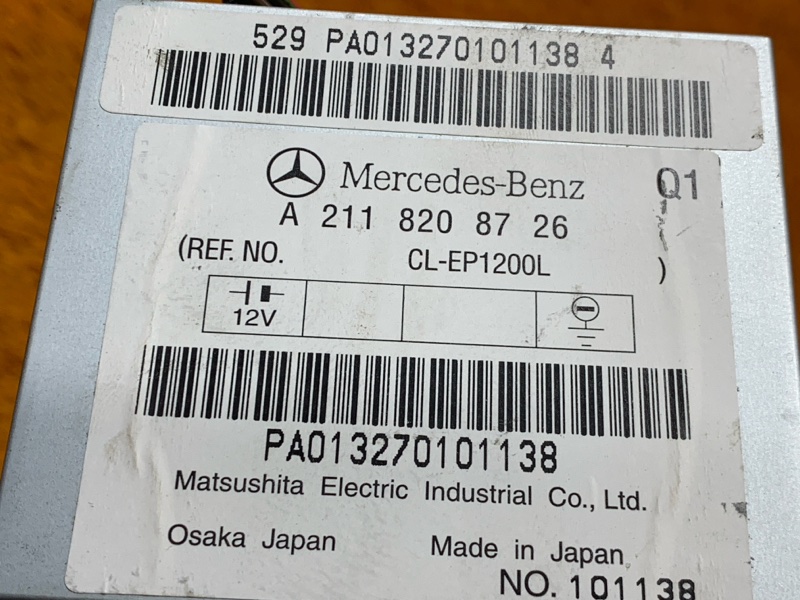 529 PA013270101138 4
Mercedes-Benz Q1
A 211 820 87 26
(REF. NO. CL-EP1200L )
12V
PA013270101138
Matsushita Electric Industrial Co., Ltd.
Osaka Japan Made in Japan
NO. 101138